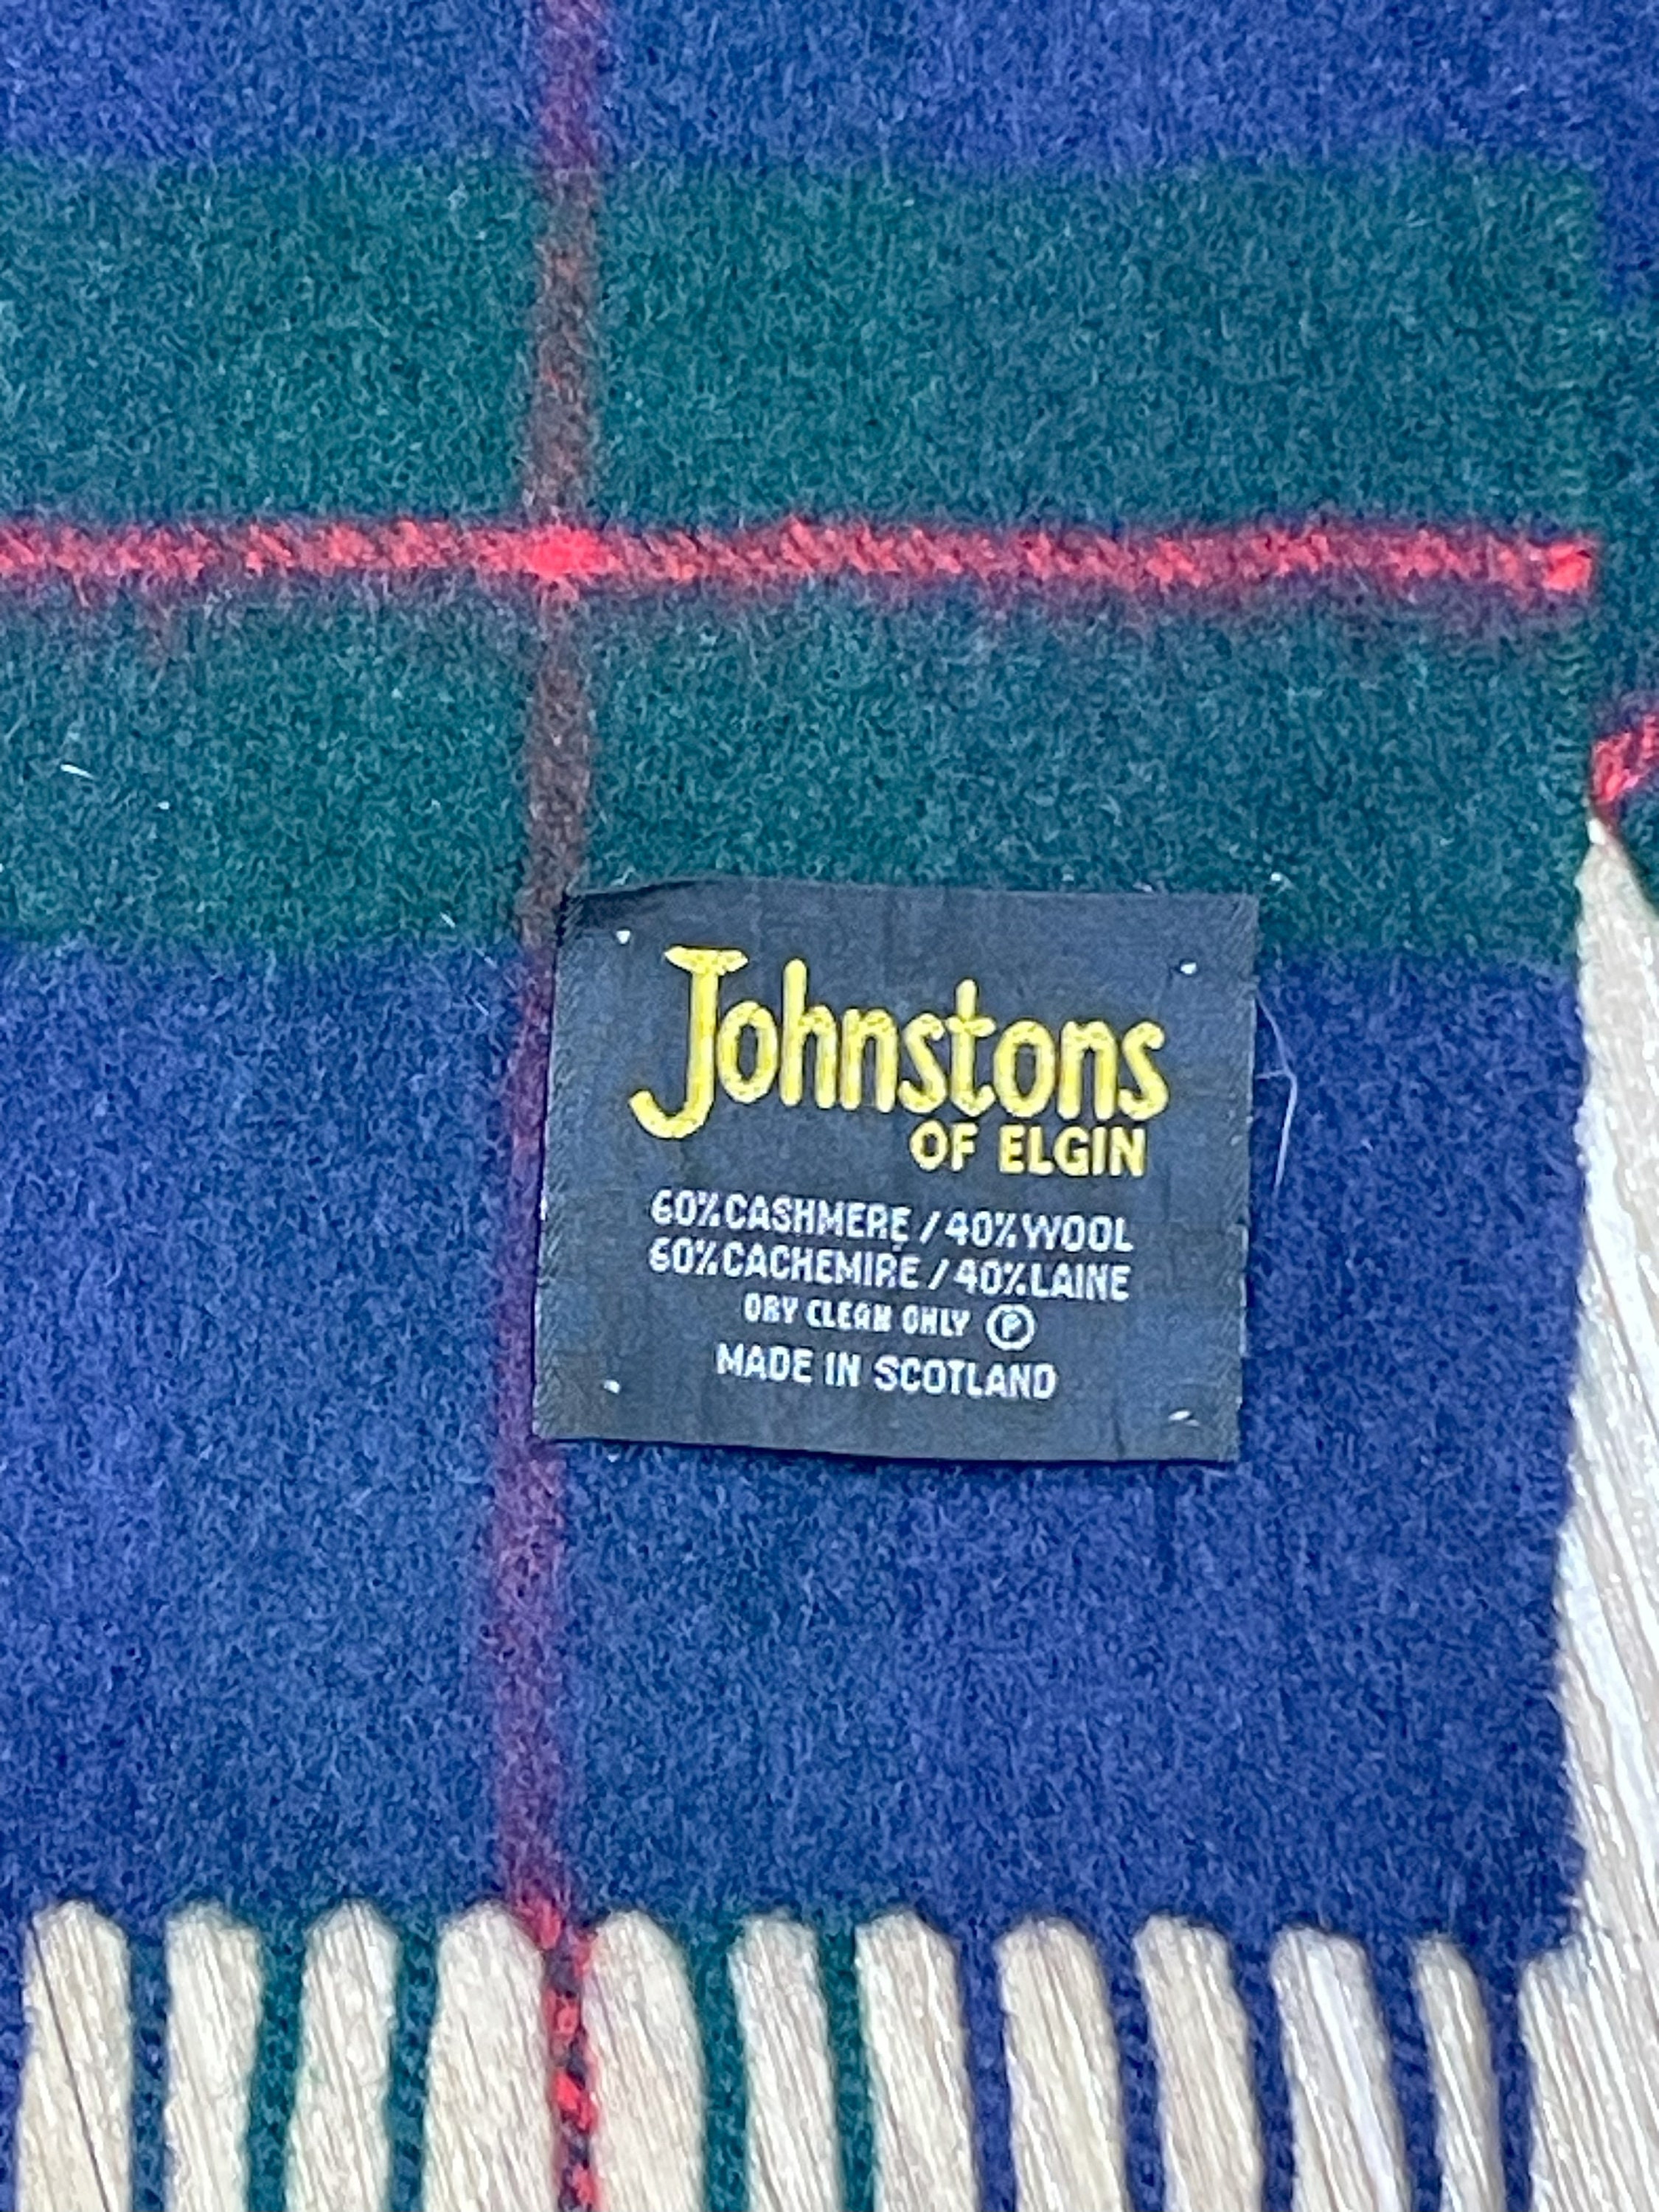 Johnstons
OF ELGIN
60% CASHMERE / 40% WOOL
60% CACHEMIRE / 40% LAINE
DRY CLEAN ONLY Ⓟ
MADE IN SCOTLAND